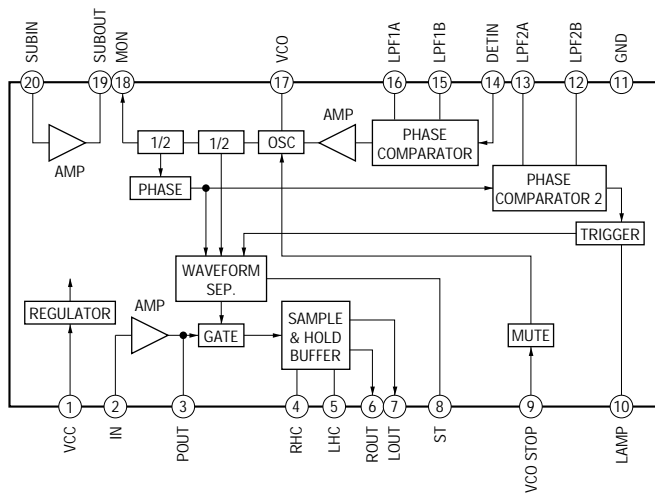 SUBIN SUBOUT MON VCO LPF1A LPF1B DETIN LPF2A LPF2B GND
20 19 18 17 16 15 14 13 12 11
AMP
1/2 1/2 OSC
AMP
PHASE
COMPARATOR
PHASE
PHASE
COMPARATOR 2
TRIGGER
WAVEFORM
SEP.
REGULATOR
AMP
GATE
SAMPLE
& HOLD
BUFFER
MUTE
1 2 3 4 5 6 7 8 9 10
VCC IN POUT RHC LHC ROUT LOUT ST VCO STOP LAMP